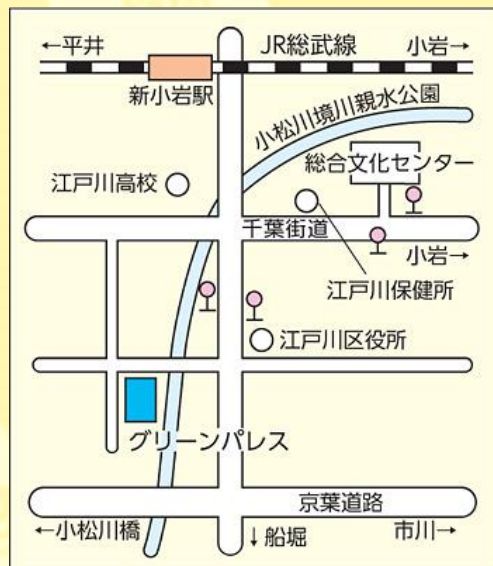 ←平井
JR総武線
小岩→
新小岩駅
小松川境川親水公園
総合文化センター
江戸川高校
千葉街道
小岩→
江戸川保健所
江戸川区役所
グリーンパレス
京葉道路
←小松川橋
↓船堀
市川→